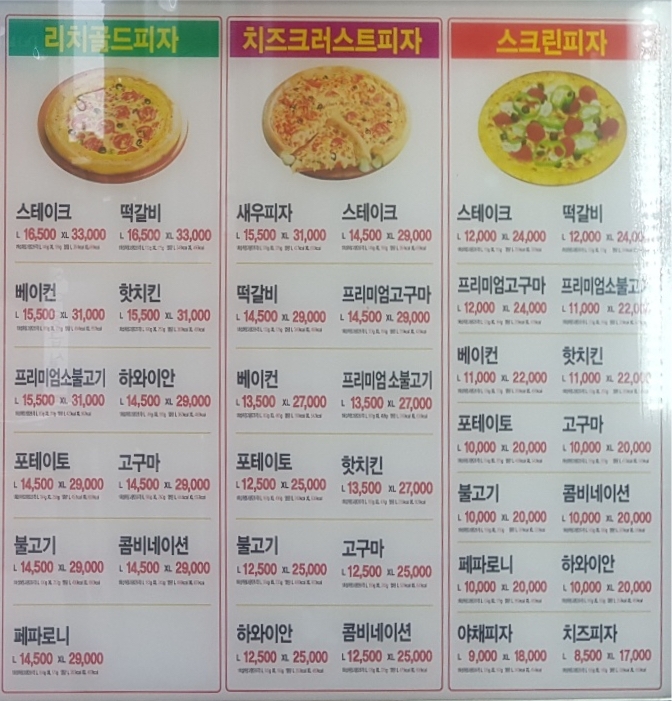 리치골드피자
스테이크 떡갈비
L 16,500 XL 33,000 L 16,500 XL 33,000
베이컨 핫치킨
L 15,500 XL 31,000 L 15,500 XL 31,000
프리미엄소불고기 하와이안
L 15,500 XL 31,000 L 14,500 XL 29,000
포테이토 고구마
L 14,500 XL 29,000 L 14,500 XL 29,000
불고기 콤비네이션
L 14,500 XL 29,000 L 14,500 XL 29,000
페파로니
L 14,500 XL 29,000
치즈크러스트피자
새우피자 스테이크
L 15,500 XL 31,000 L 14,500 XL 29,000
떡갈비 프리미엄고구마
L 14,500 XL 29,000 L 14,500 XL 29,000
베이컨 프리미엄소불고기
L 13,500 XL 27,000 L 13,500 XL 27,000
포테이토 핫치킨
L 12,500 XL 25,000 L 13,500 XL 27,000
불고기 고구마
L 12,500 XL 25,000 L 12,500 XL 25,000
하와이안 콤비네이션
L 12,500 XL 25,000 L 12,500 XL 25,000
스크린피자
스테이크 떡갈비
L 12,000 XL 24,000 L 12,000 XL 24,00
프리미엄고구마 프리미엄소불고
L 12,000 XL 24,000 L 11,000 XL 22,00
베이컨 핫치킨
L 11,000 XL 22,000 L 11,000 XL 22,000
포테이토 고구마
L 10,000 XL 20,000 L 10,000 XL 20,000
불고기 콤비네이션
L 10,000 XL 20,000 L 10,000 XL 20,000
페파로니 하와이안
L 10,000 XL 20,000 L 10,000 XL 20,000
야채피자 치즈피자
L 9,000 XL 18,000 L 8,500 XL 17,000